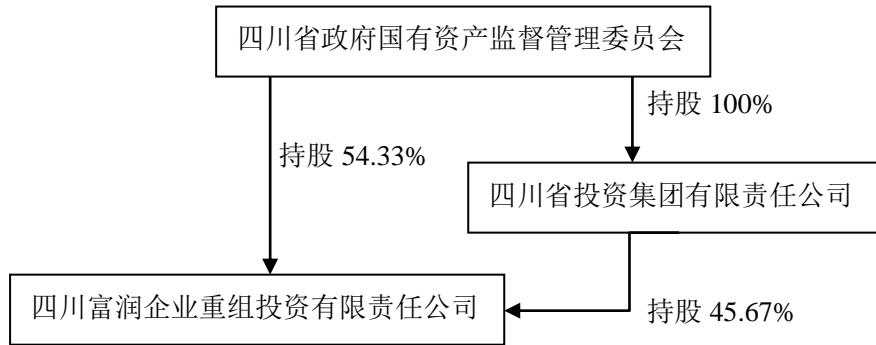 四川省政府国有资产监督管理委员会
持股 100%
持股 54.33%
四川省投资集团有限责任公司
四川富润企业重组投资有限责任公司
持股 45.67%